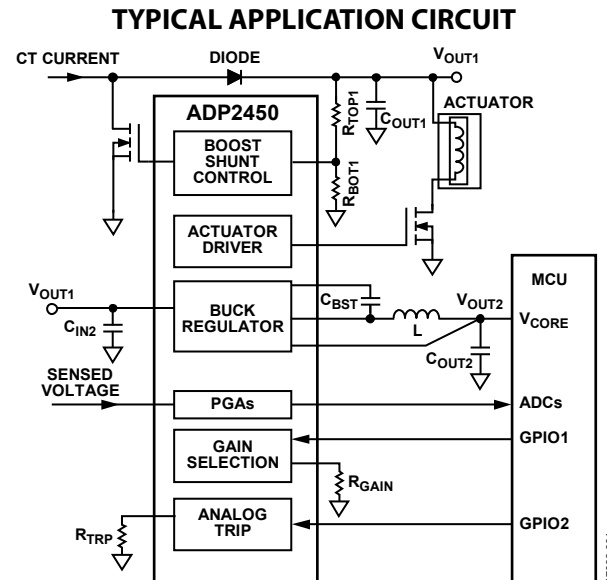 TYPICAL APPLICATION CIRCUIT
CT CURRENT
DIODE
VOUT1
ACTUATOR
ADP2450
RTOP1
COUT1
BOOST
SHUNT
CONTROL
RBOT1
ACTUATOR
DRIVER
MCU
VOUT1
CIN2
BUCK
REGULATOR
CBST
L
VOUT2
VCORE
COUT2
SENSED
VOLTAGE
PGAs
ADCs
GAIN
SELECTION
GPIO1
RGAIN
ANALOG
TRIP
RTRP
GPIO2